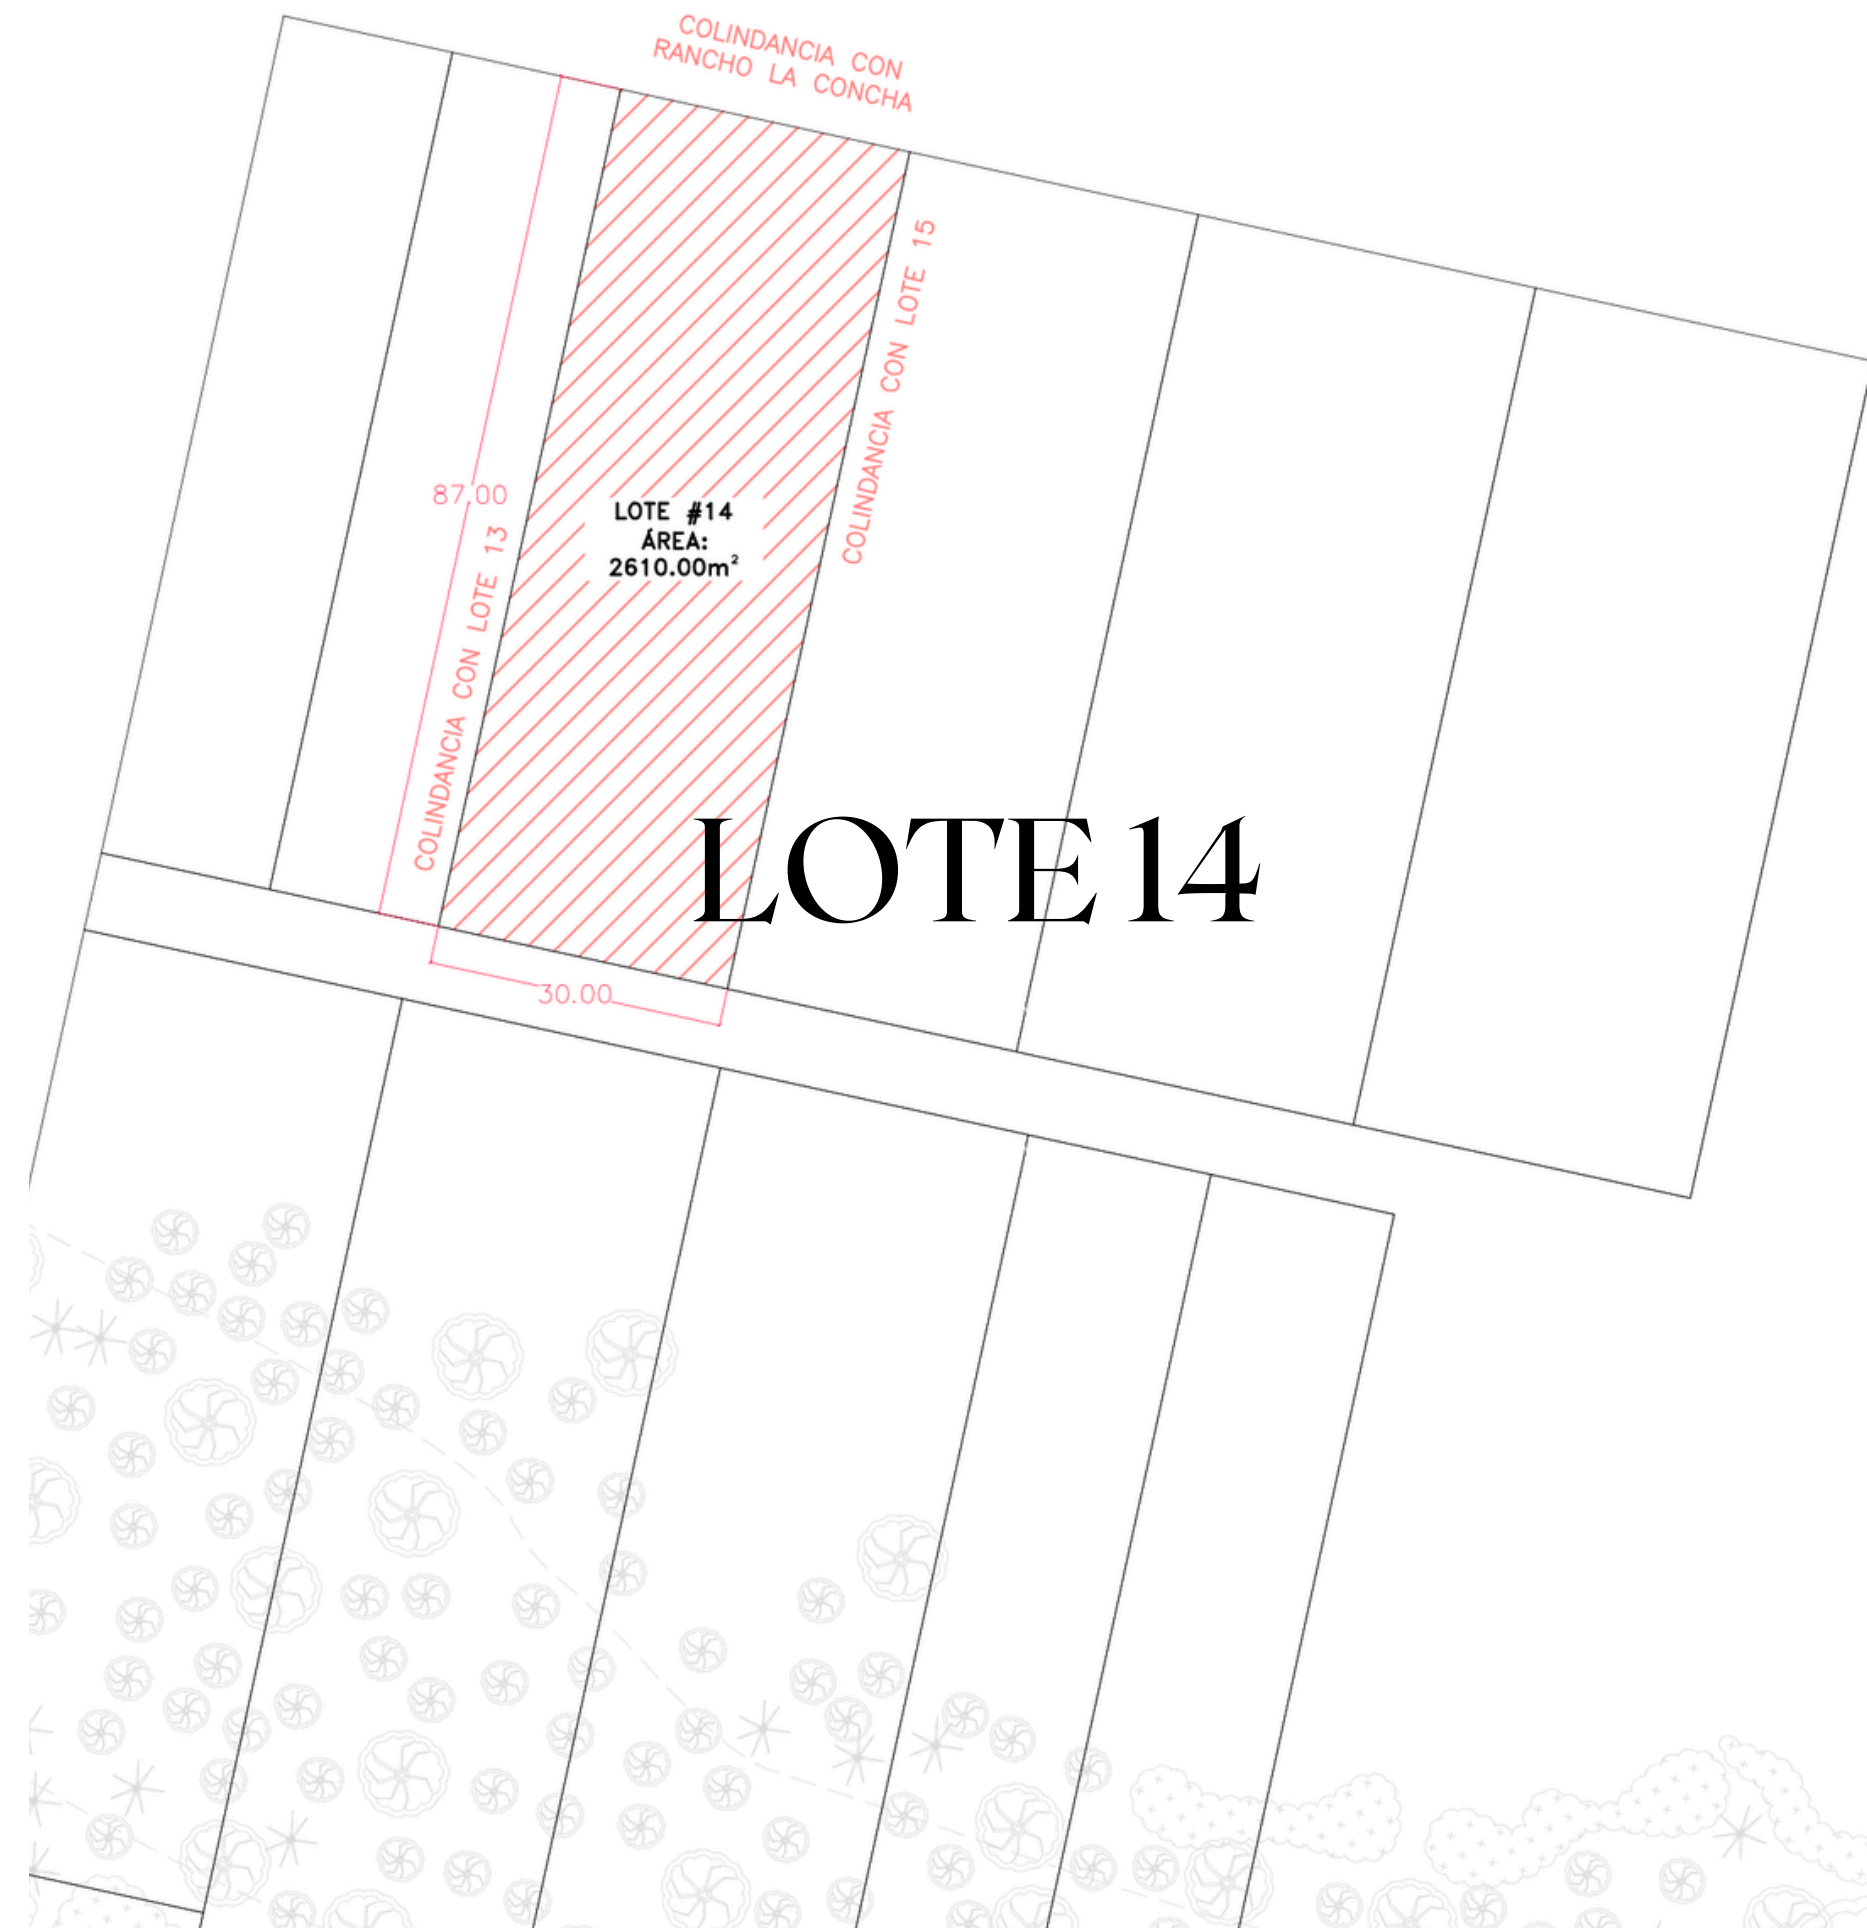 COLINDANCIA CON
RANCHO LA CONCHA
COLINDANCIA CON LOTE 15
87.00
COLINDANCIA CON LOTE 13
LOTE #14
ÁREA:
2610.00m²
LOTE 14
30.00